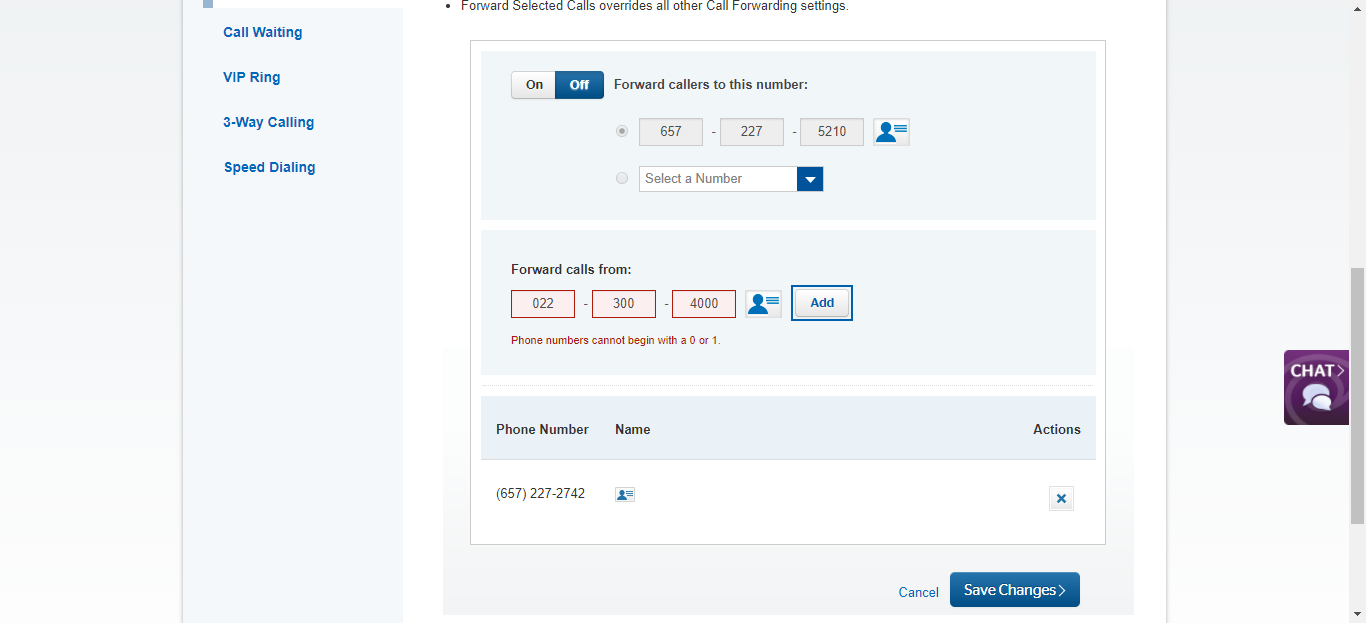 Forward Selected Calls overrides all other Call Forwarding settings.
Call Waiting
VIP Ring
3-Way Calling
Speed Dialing
On Off Forward callers to this number:
657 - 227 - 5210
Select a Number
Forward calls from:
022 - 300 - 4000 Add
Phone numbers cannot begin with a 0 or 1.
CHAT
Phone Number Name Actions
(657) 227-2742
Cancel Save Changes